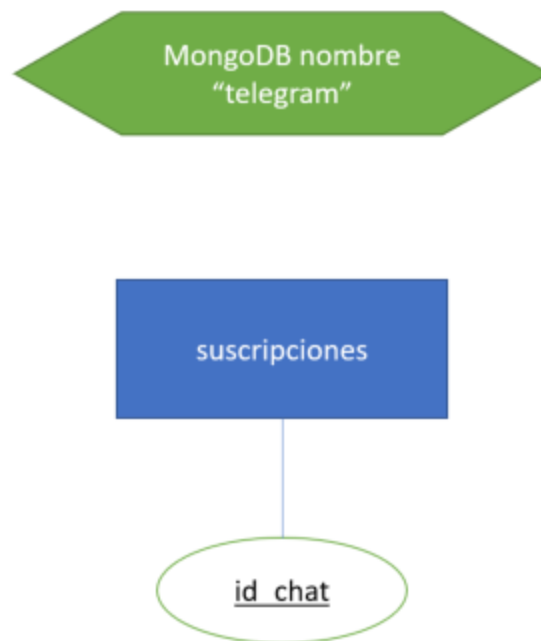 MongoDB nombre
“telegram”
suscripciones
id_chat